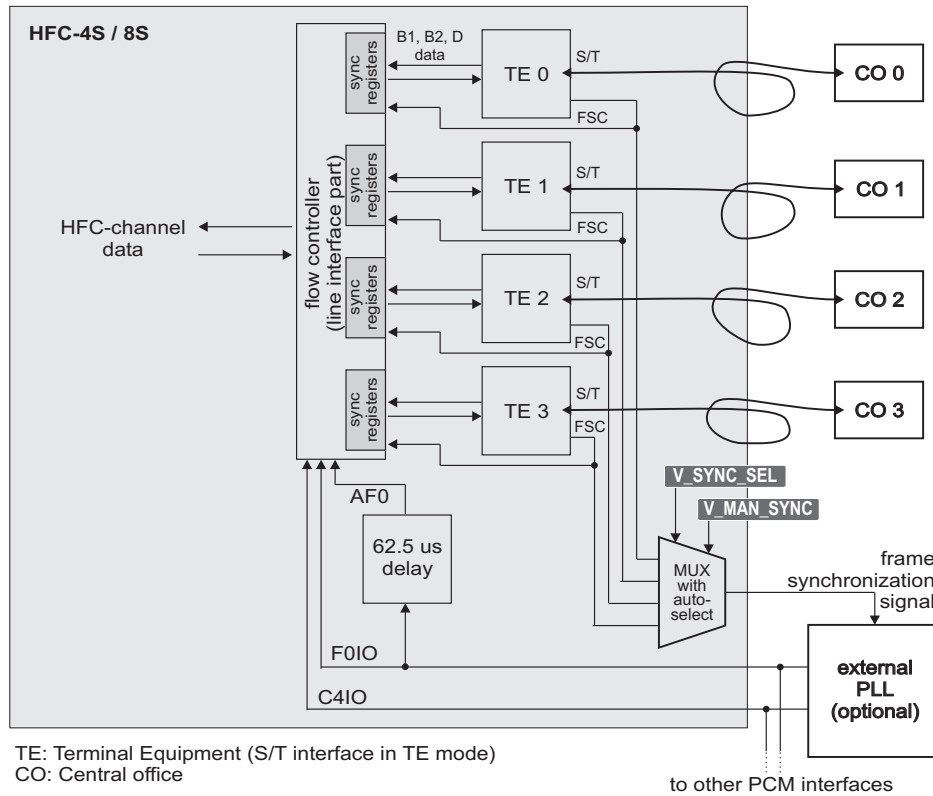 HFC-4S / 8S
B1, B2, D
data
sync
registers
TE 0
S/T
FSC
CO 0
sync
registers
TE 1
S/T
FSC
CO 1
HFC-channel
data
flow controller
(line interface part)
sync
registers
TE 2
S/T
FSC
CO 2
sync
registers
TE 3
S/T
FSC
CO 3
V_SYNC_SEL
V_MAN_SYNC
AF0
62.5 us
delay
MUX
with
auto-
select
frame
synchronization
signal
F0IO
C4IO
external
PLL
(optional)
TE: Terminal Equipment (S/T interface in TE mode)
CO: Central office
to other PCM interfaces